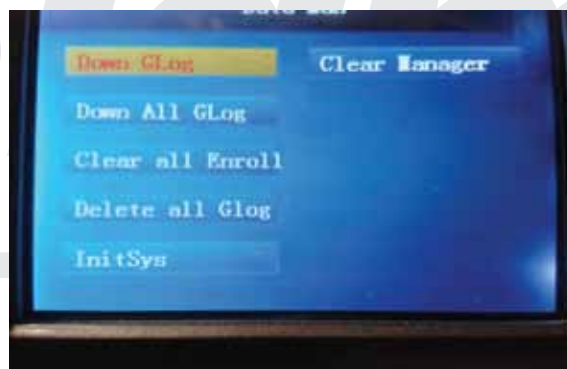 Down GLog
Clear Manager
Down All GLog
Clear all Enroll
Delete all Glog
InitSys